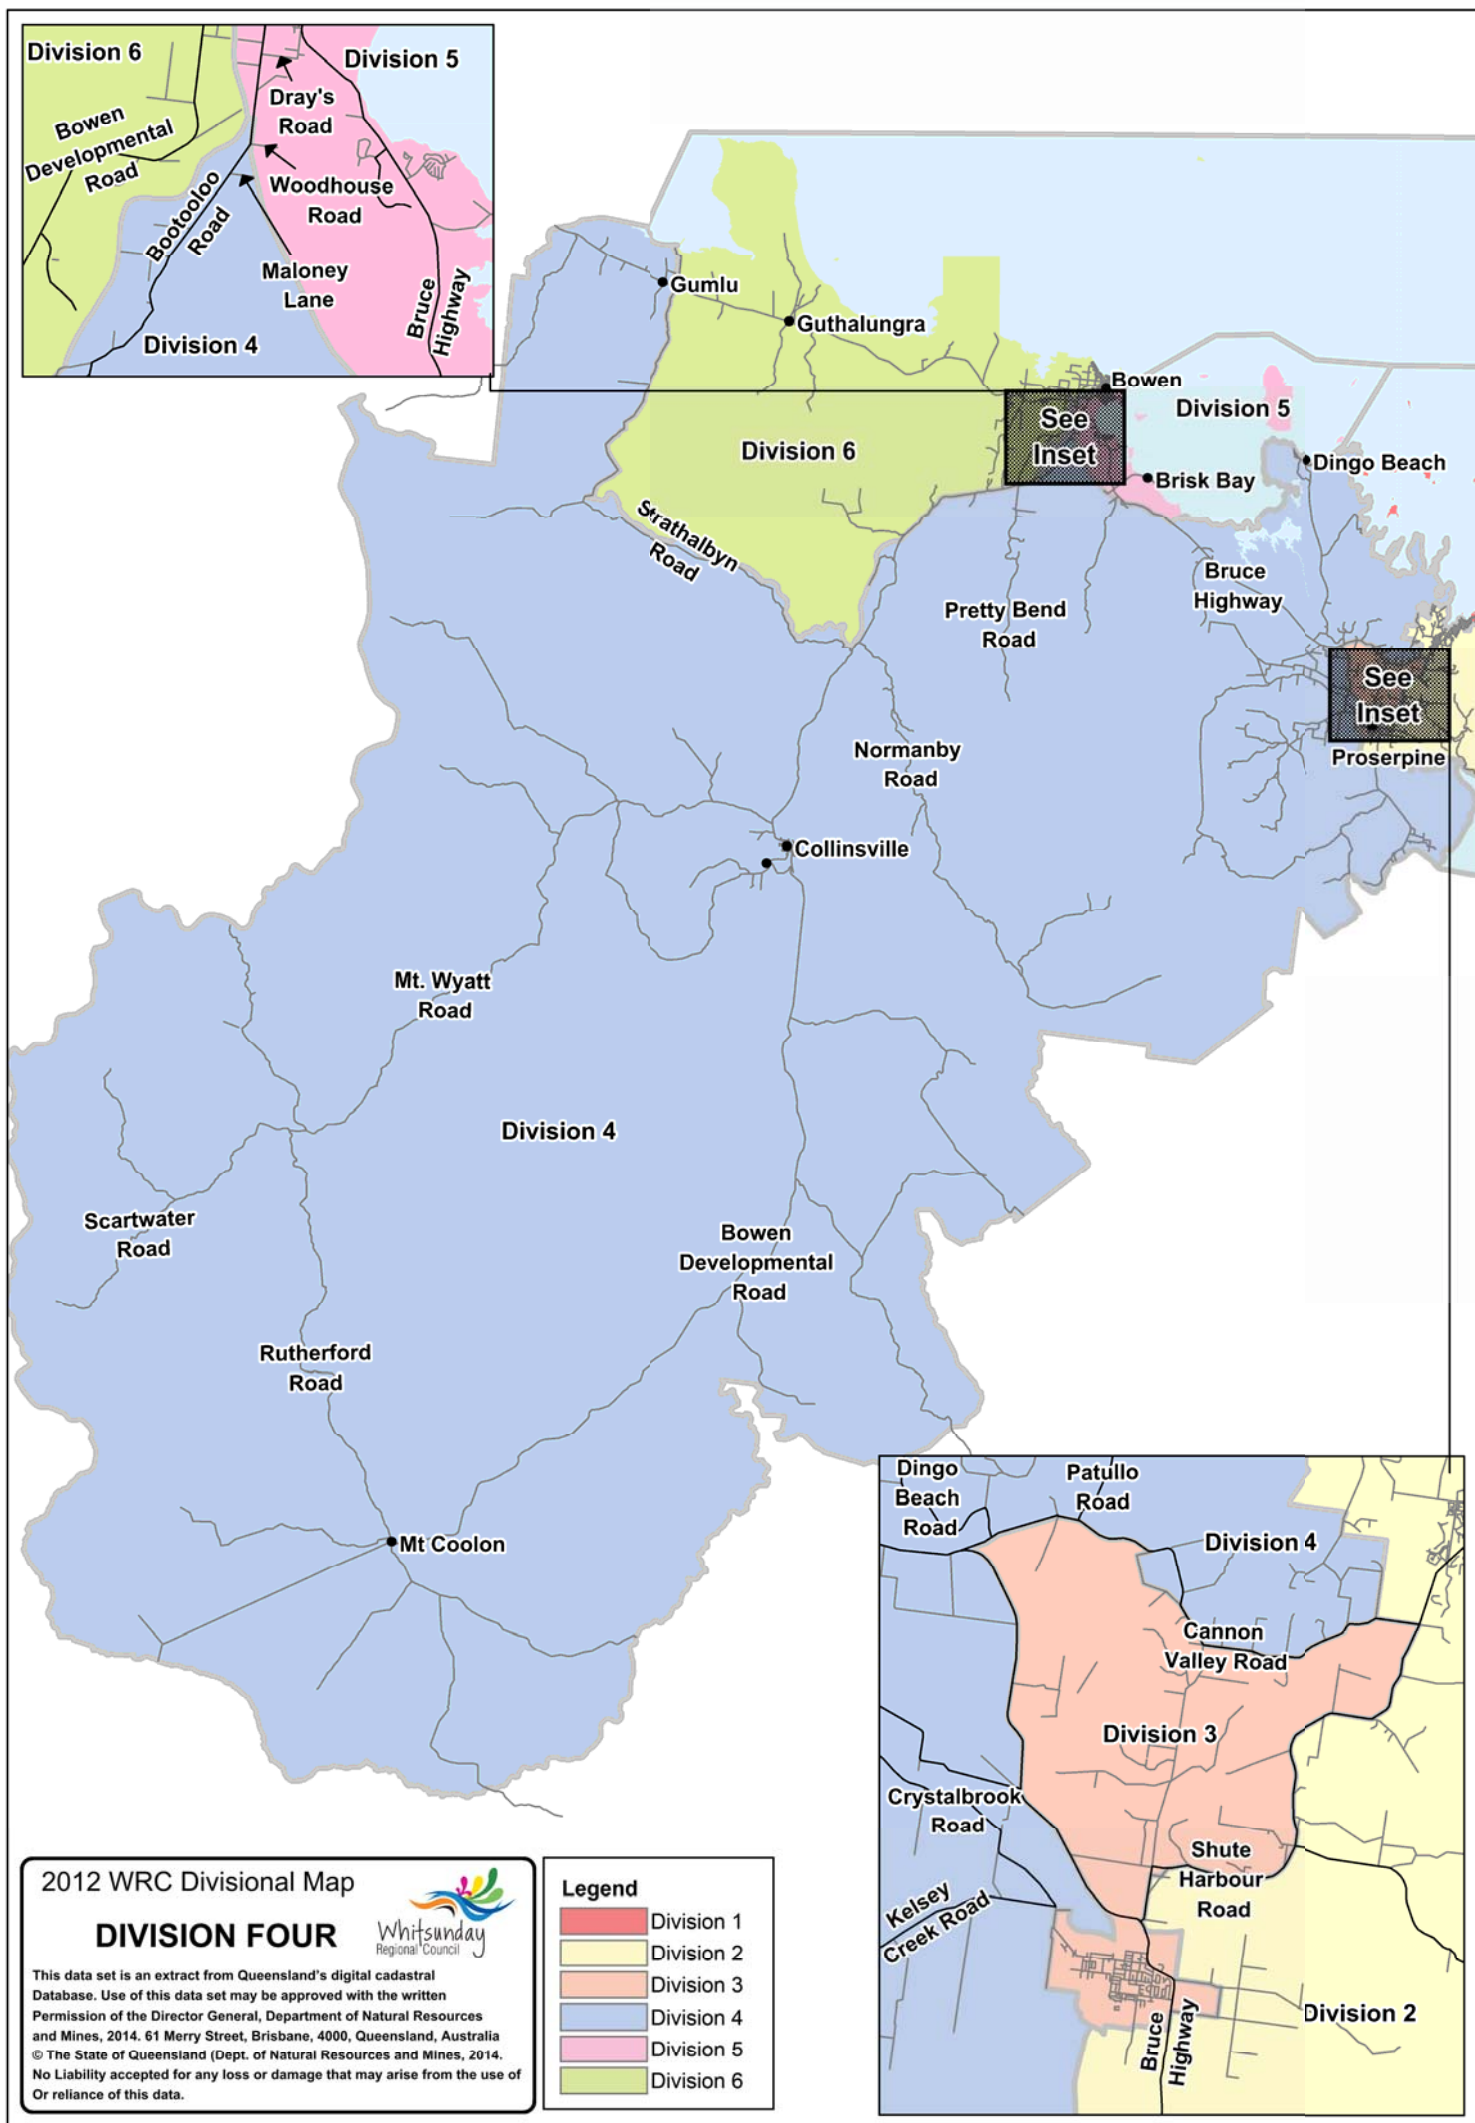 Division 6
Division 5
Dray's
Road
Bowen
Developmental
Road
Woodhouse
Road
Bootooloo
Road
Maloney
Lane
Bruce
Highway
Division 4
Gumlu
Guthalungra
Bowen
See
Inset
Division 5
Division 6
Dingo Beach
Brisk Bay
Strathalbyn
Road
Bruce
Highway
Pretty Bend
Road
See
Inset
Normanby
Road
Proserpine
Collinsville
Mt. Wyatt
Road
Division 4
Scartwater
Road
Bowen
Developmental
Road
Rutherford
Road
Mt Coolon
Dingo
Beach
Road
Patullo
Road
Division 4
Cannon
Valley Road
Division 3
Crystalbrook
Road
Shute
Harbour
Road
Kelsey
Creek Road
Division 2
Bruce
Highway
2012 WRC Divisional Map
DIVISION FOUR
Whitsunday
Regional Council
This data set is an extract from Queensland's digital cadastral
Database. Use of this data set may be approved with the written
Permission of the Director General, Department of Natural Resources
and Mines, 2014. 61 Merry Street, Brisbane, 4000, Queensland, Australia
© The State of Queensland (Dept. of Natural Resources and Mines, 2014.
No Liability accepted for any loss or damage that may arise from the use of
Or reliance of this data.
Legend
Division 1
Division 2
Division 3
Division 4
Division 5
Division 6